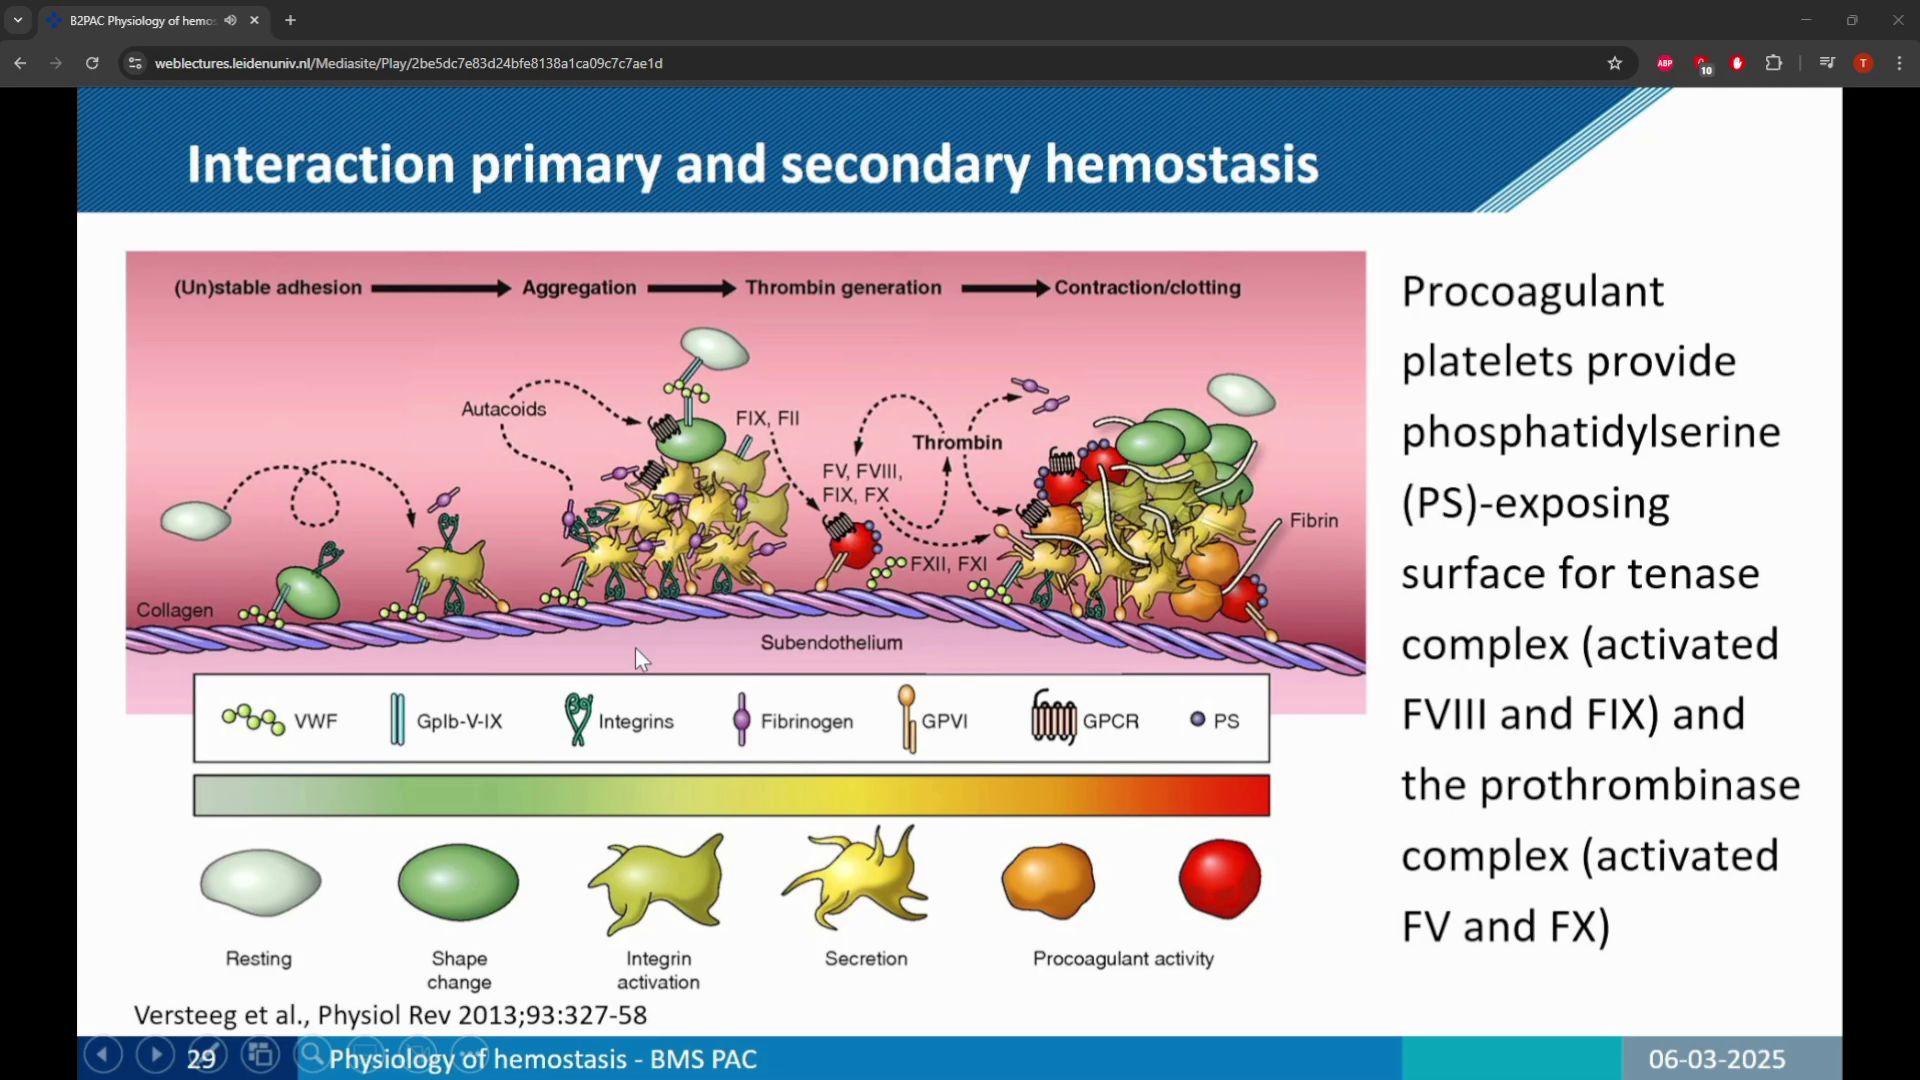 B2PAC Physiology of hemos
weblectures.leidenuniv.nl/Mediasite/Play/2be5dc7e83d24bfe8138a1ca09c7c7ae1d
ABP
10
T
Interaction primary and secondary hemostasis
(Un)stable adhesion
Aggregation
Thrombin generation
Contraction/clotting
Autacoids
FIX, FII
Thrombin
FV, FVIII,
FIX, FX
Fibrin
FXII, FXI
Collagen
Subendothelium
VWF
GpIb-V-IX
Integrins
Fibrinogen
GPVI
GPCR
PS
Resting
Shape
change
Integrin
activation
Secretion
Procoagulant activity
Versteeg et al., Physiol Rev 2013;93:327-58
Procoagulant
platelets provide
phosphatidylserine
(PS)-exposing
surface for tenase
complex (activated
FVIII and FIX) and
the prothrombinase
complex (activated
FV and FX)
29
Physiology of hemostasis - BMS PAC
06-03-2025